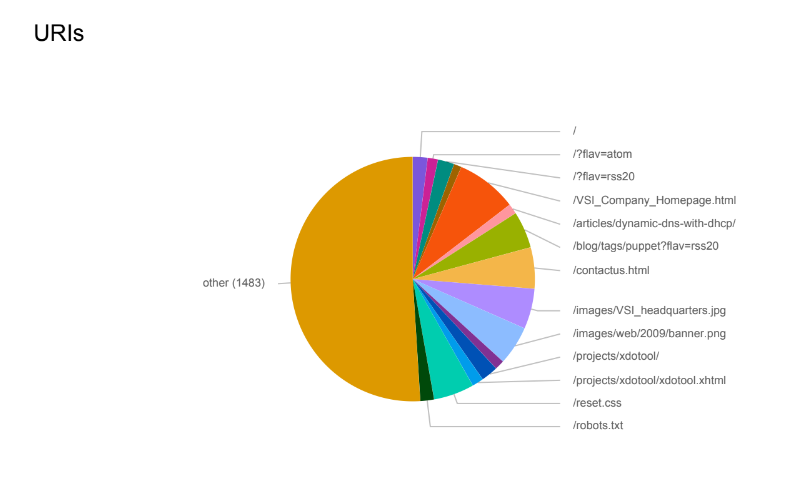 URIs
/
/?flav=atom
/?flav=rss20
/VSI_Company_Homepage.html
/articles/dynamic-dns-with-dhcp/
/blog/tags/puppet?flav=rss20
/contactus.html
other (1483)
/images/VSI_headquarters.jpg
/images/web/2009/banner.png
/projects/xdotool/
/projects/xdotool/xdotool.xhtml
/reset.css
/robots.txt